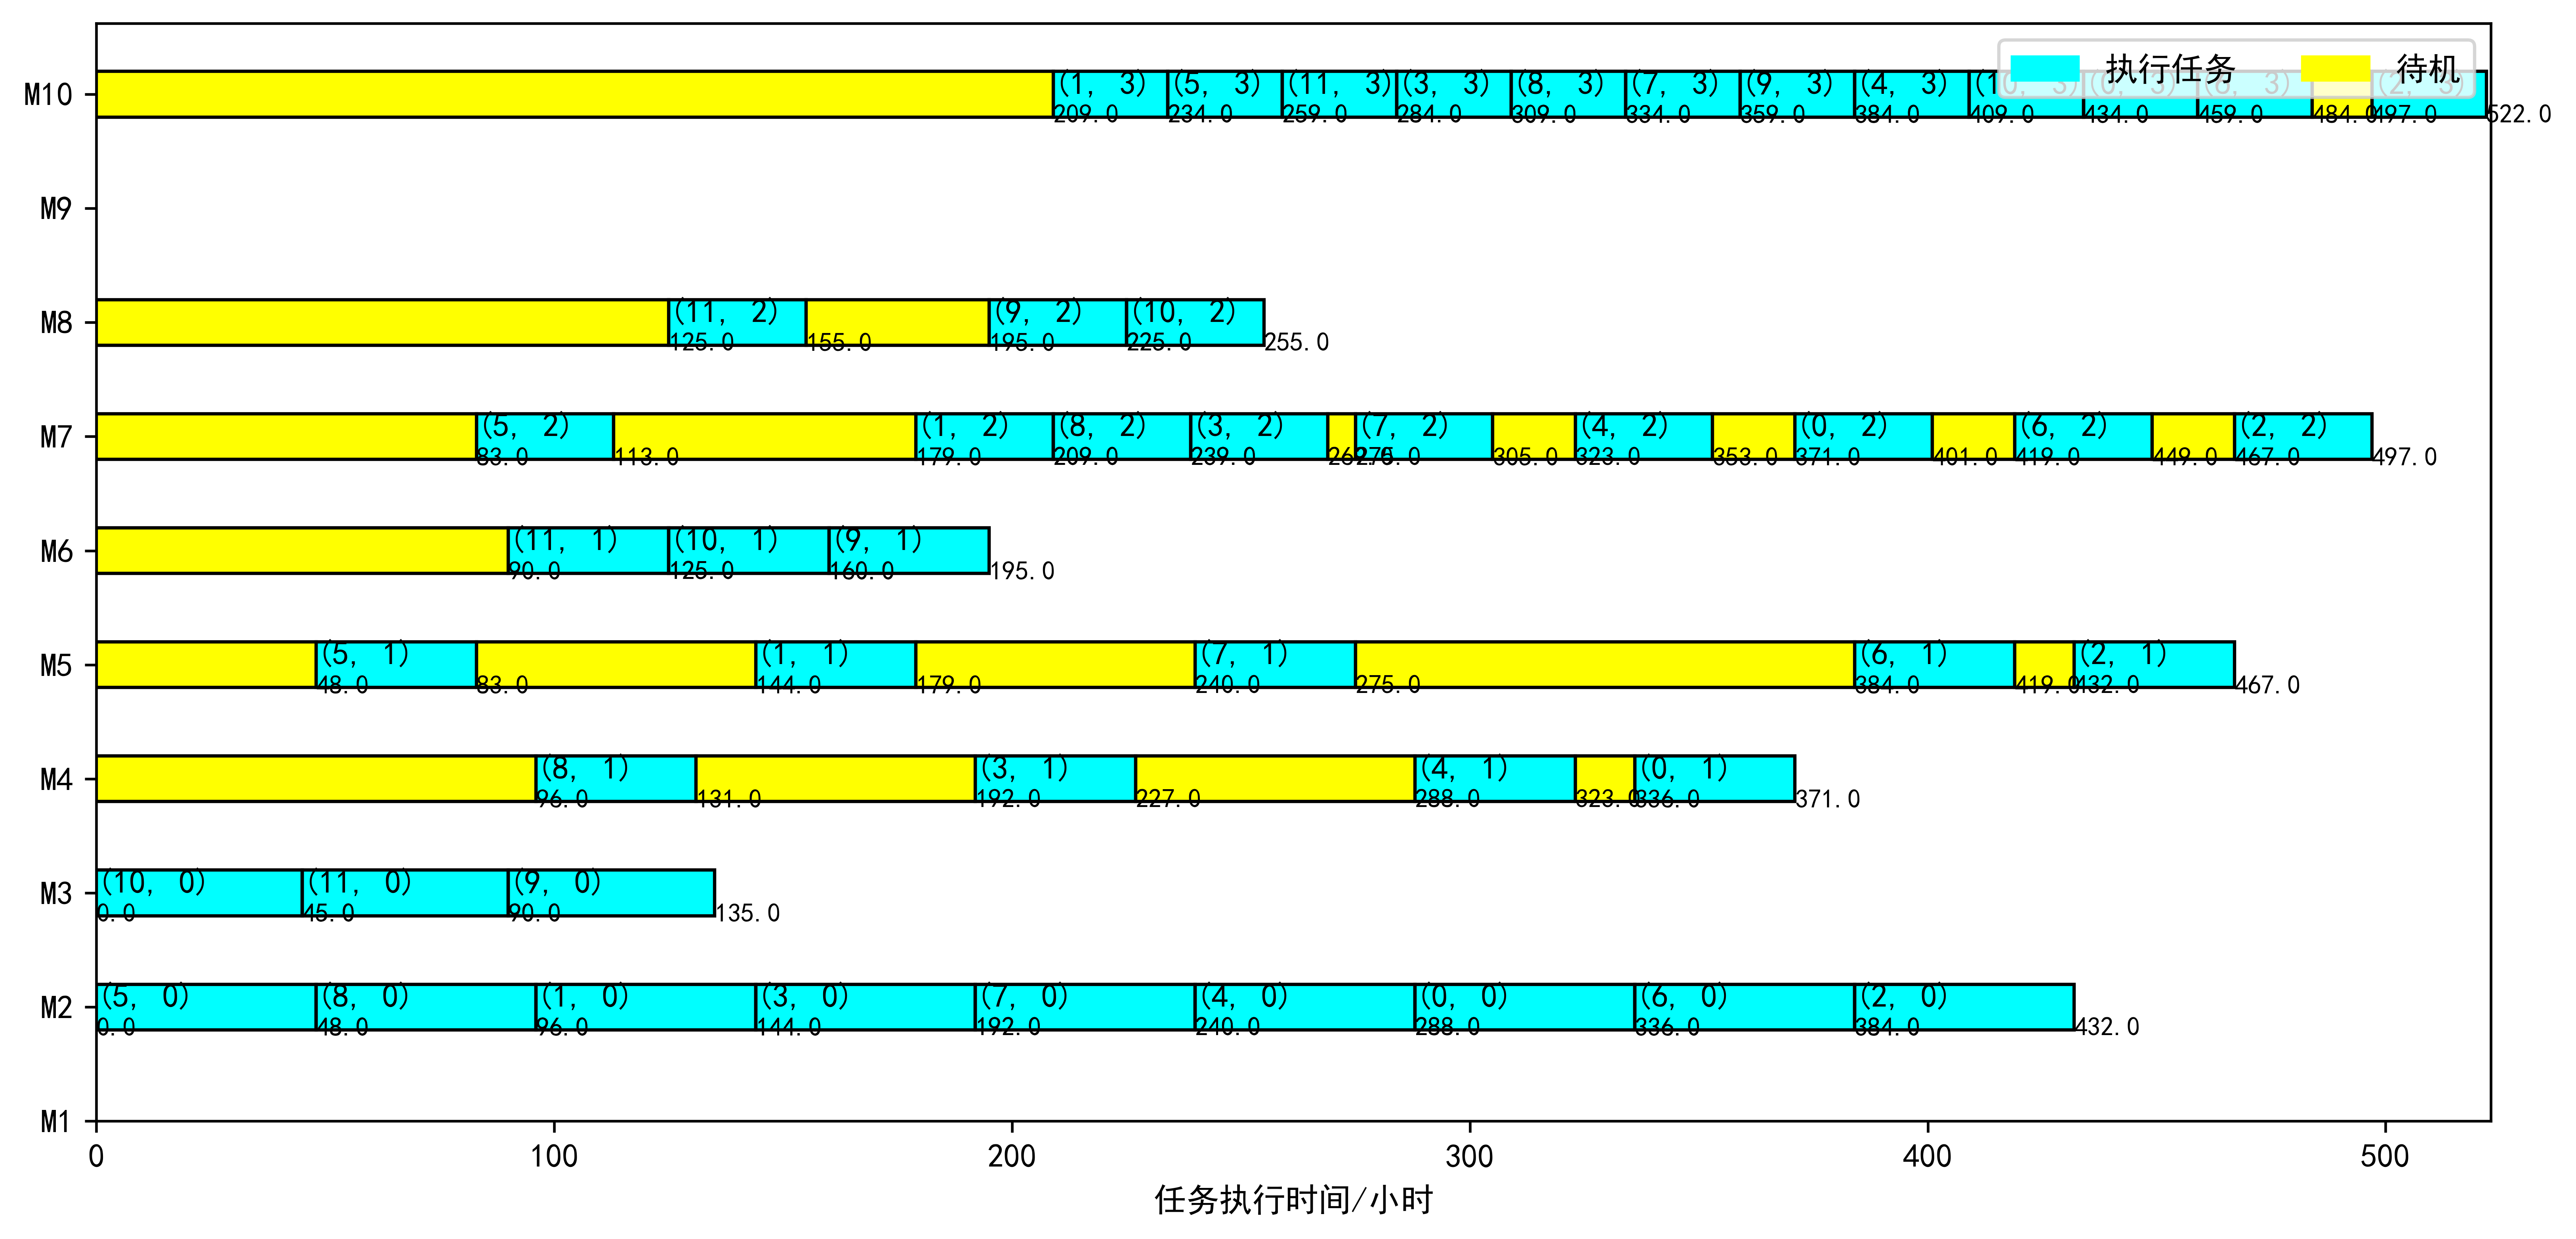 执行任务 待机
M10
(1, 3) (5, 3) (11, 3) (3, 3) (8, 3) (7, 3) (9, 3) (4, 3) (10, 3) (0, 3) (6, 3) (2, 3)
209.0 234.0 259.0 284.0 309.0 334.0 359.0 384.0 409.0 434.0 459.0 484.0 497.0 522.0
M9
M8
(11, 2) (9, 2) (10, 2)
125.0 155.0 195.0 225.0 255.0
M7
(5, 2) (1, 2) (8, 2) (3, 2) (7, 2) (4, 2) (0, 2) (6, 2) (2, 2)
83.0 113.0 179.0 209.0 239.0 269.0 275.0 305.0 323.0 353.0 371.0 401.0 419.0 449.0 467.0 497.0
M6
(11, 1) (10, 1) (9, 1)
90.0 125.0 160.0 195.0
M5
(5, 1) (1, 1) (7, 1) (6, 1) (2, 1)
48.0 83.0 144.0 179.0 240.0 275.0 384.0 419.0 432.0 467.0
M4
(8, 1) (3, 1) (4, 1) (0, 1)
96.0 131.0 192.0 227.0 288.0 323.0 336.0 371.0
M3
(10, 0) (11, 0) (9, 0)
0.0 45.0 90.0 135.0
M2
(5, 0) (8, 0) (1, 0) (3, 0) (7, 0) (4, 0) (0, 0) (6, 0) (2, 0)
0.0 48.0 96.0 144.0 192.0 240.0 288.0 336.0 384.0 432.0
M1
0 100 200 300 400 500
任务执行时间/小时